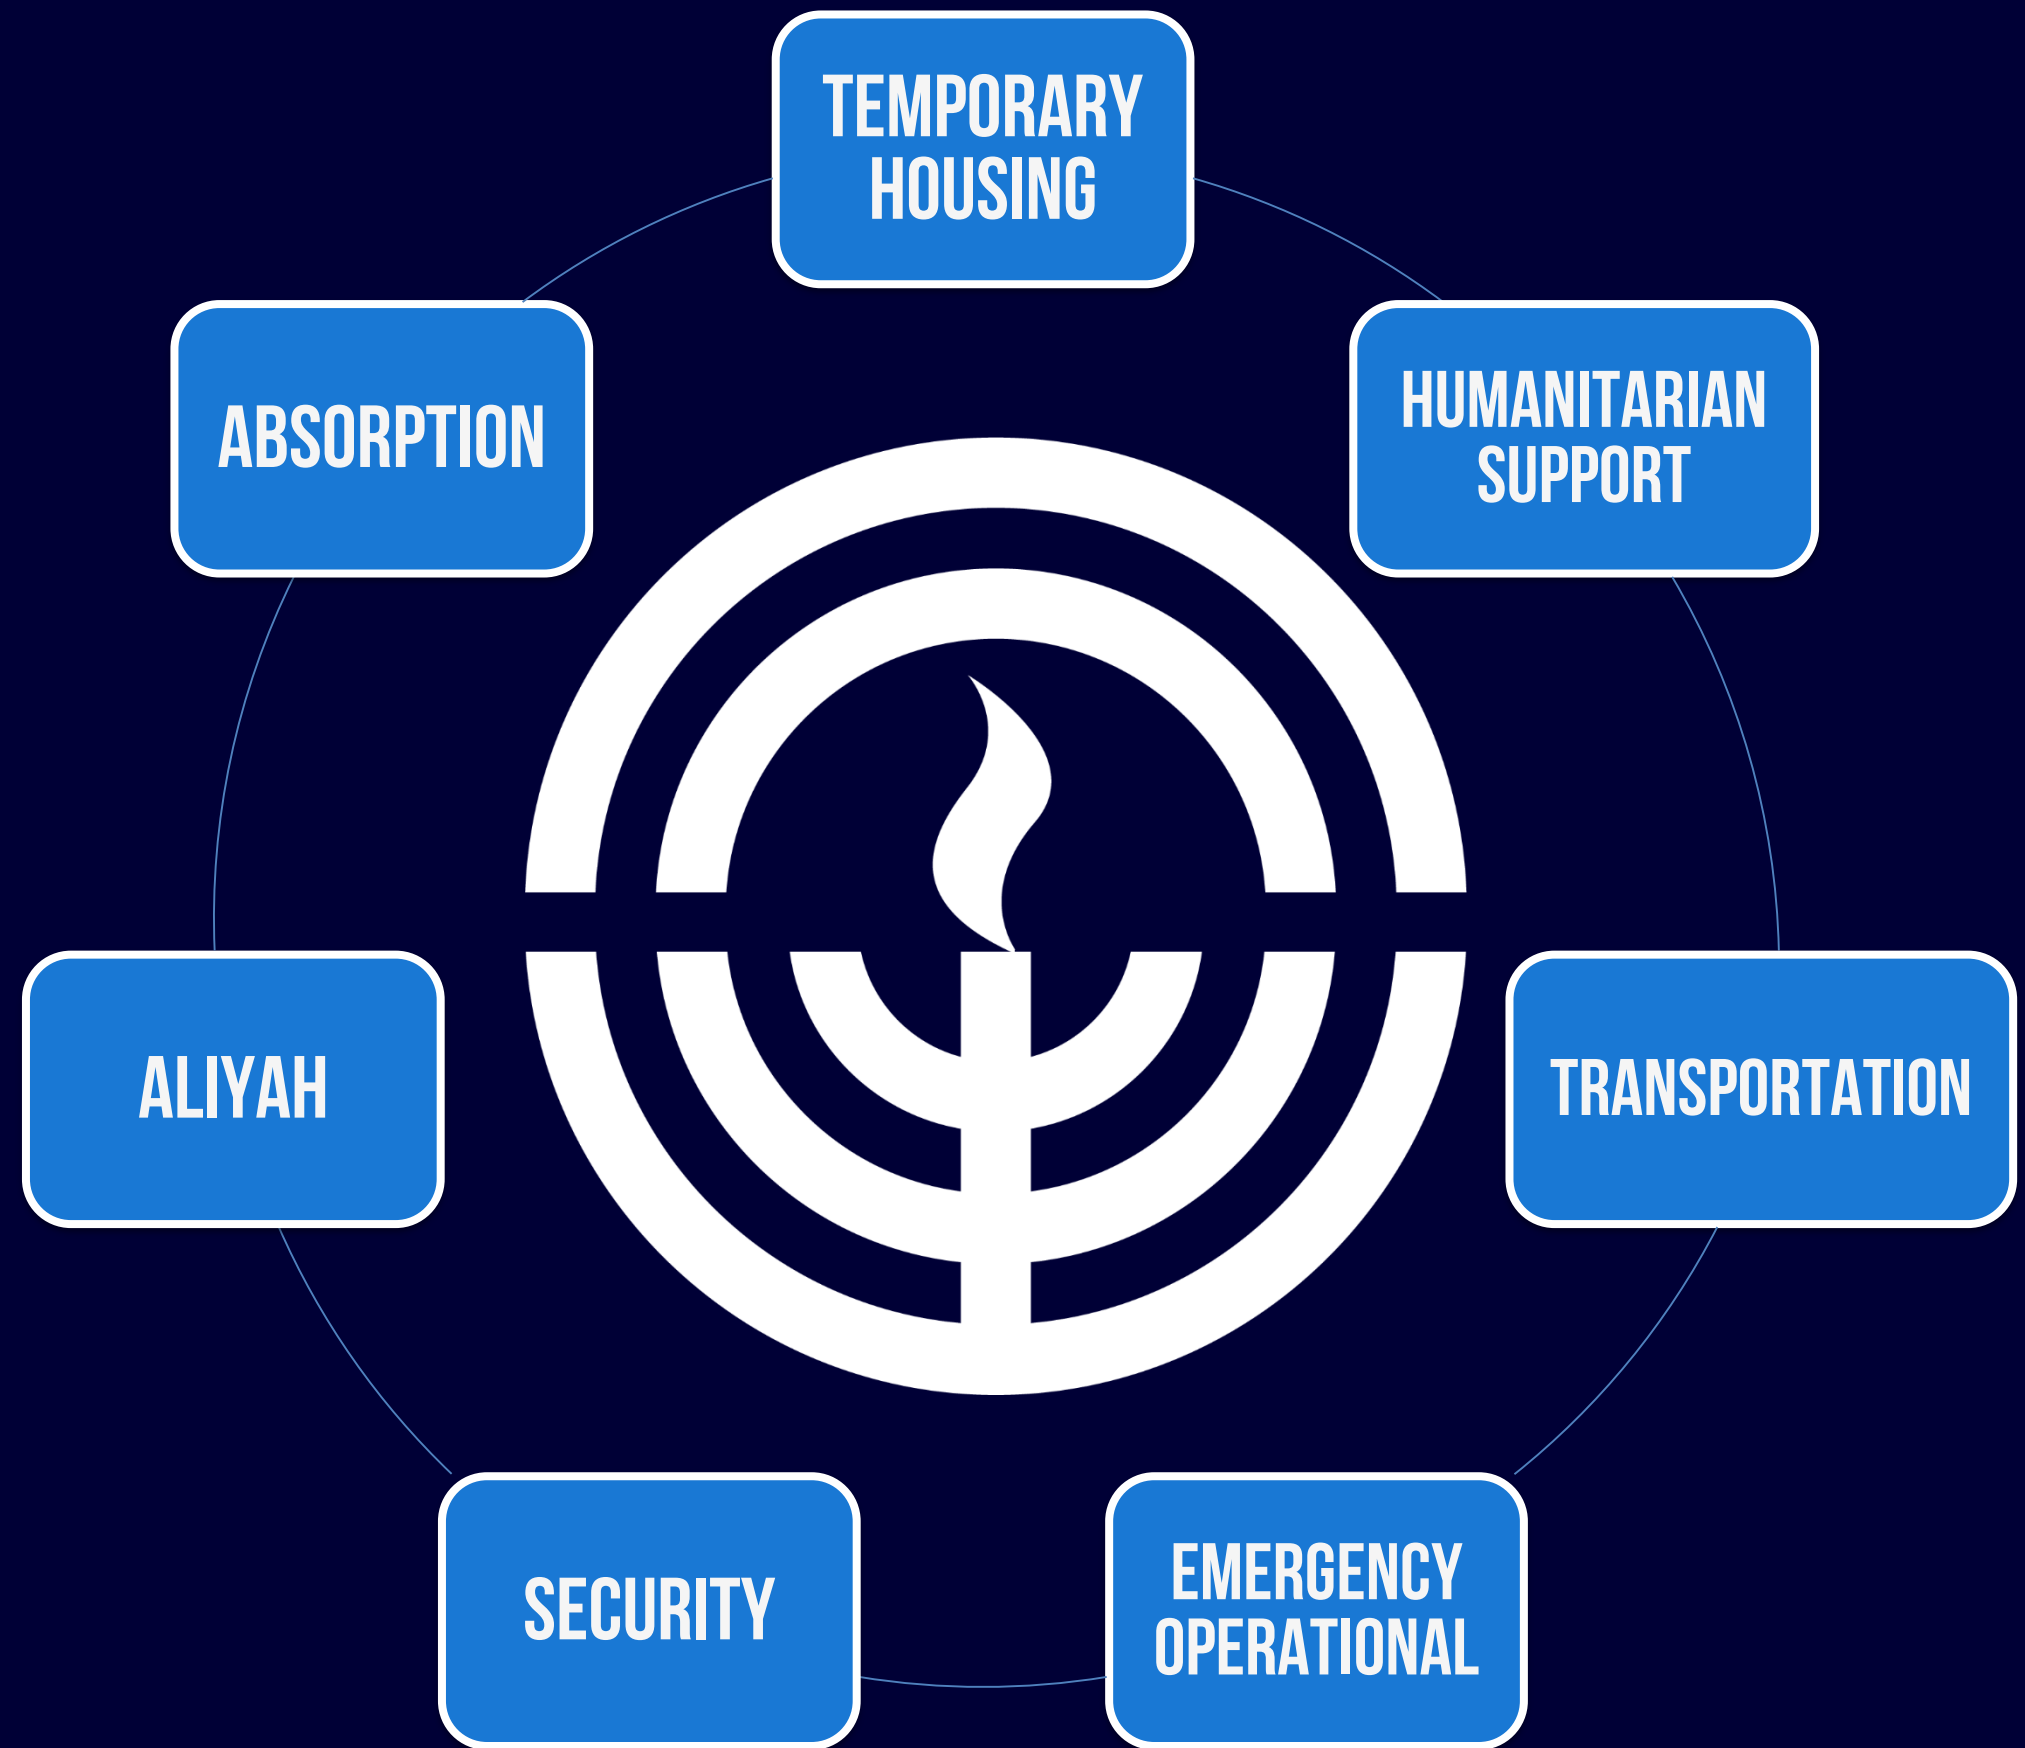 TEMPORARY
HOUSING
ABSORPTION
HUMANITARIAN
SUPPORT
ALIYAH
TRANSPORTATION
SECURITY
EMERGENCY
OPERATIONAL